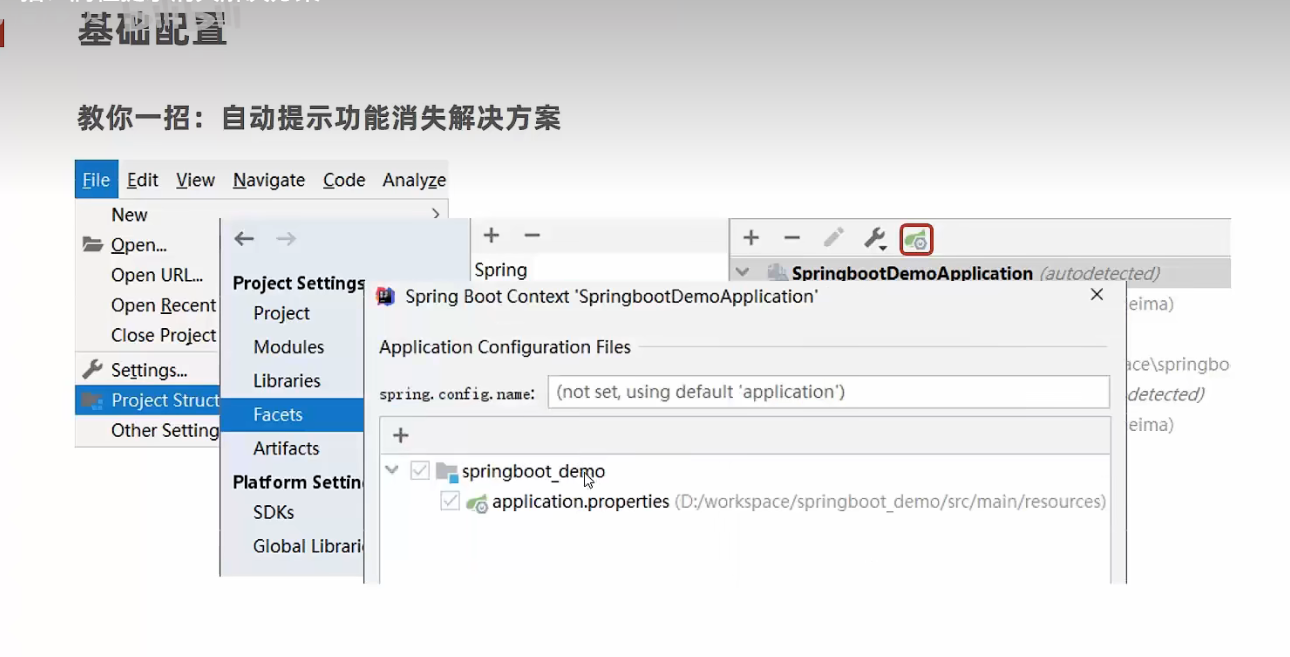 基础配置
教你一招：自动提示功能消失解决方案
File Edit View Navigate Code Analyze
New
Open...
Open URL...
Open Recent
Close Project
Settings...
Project Struct
Other Setting
Project Settings
Project
Modules
Libraries
Facets
Artifacts
Platform Settin
SDKs
Global Librari
Spring
SpringbootDemoApplication (autodetected)
Spring Boot Context 'SpringbootDemoApplication'
Application Configuration Files
spring.config.name: (not set, using default 'application')
springboot_demo
application.properties (D:/workspace/springboot_demo/src/main/resources)
eima)
ace\springbo
detected)
eima)